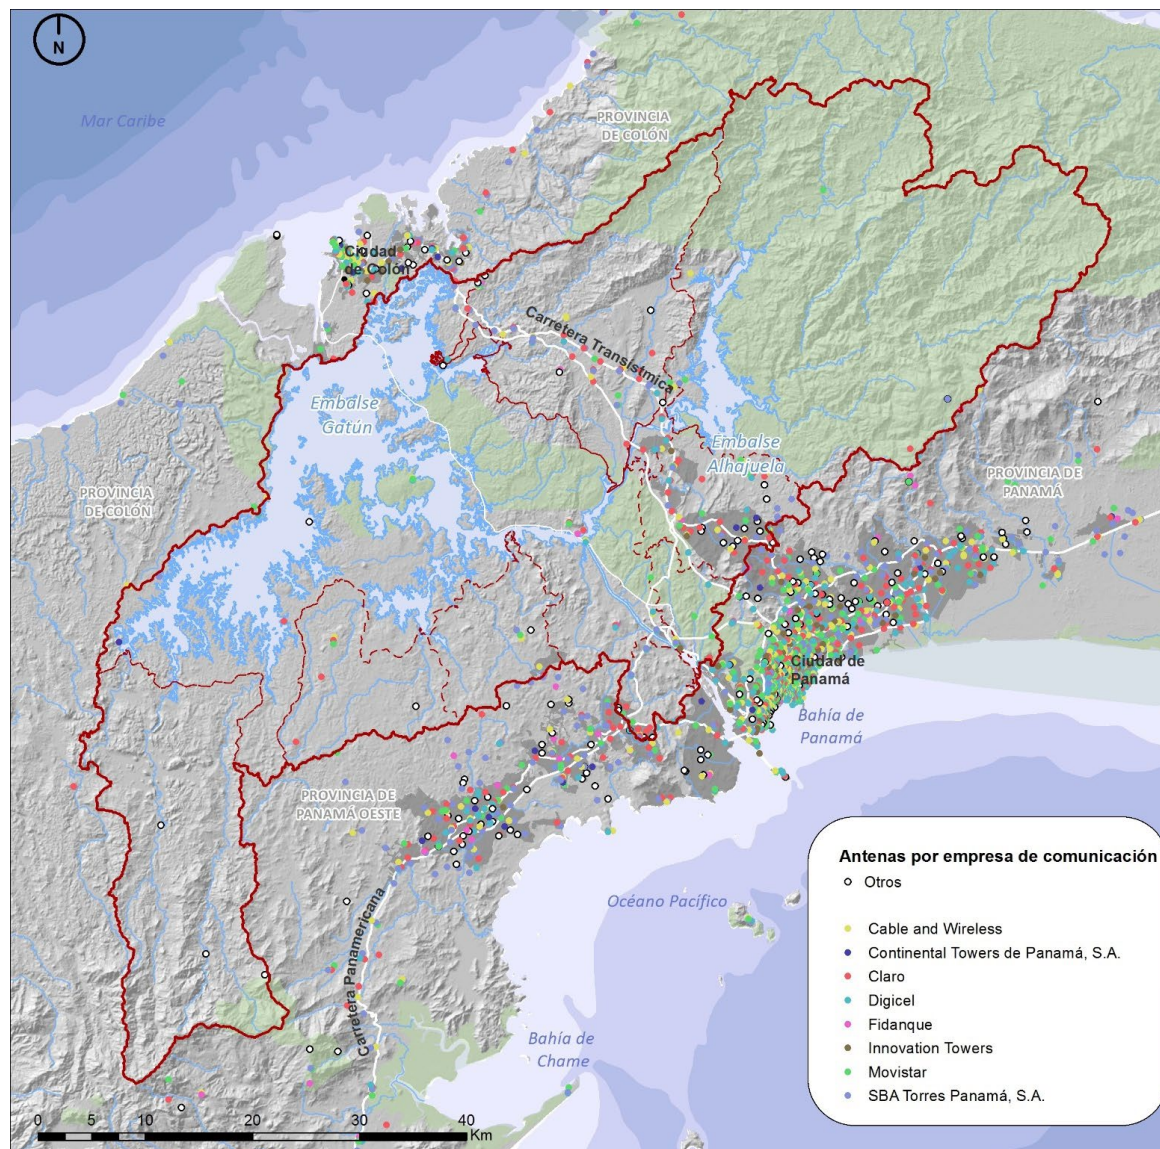 N
Mar Caribe
PROVINCIA
DE COLÓN
Ciudad
de Colón
Carretera Transístmica
Embalse
Gatún
Embalse
Alhajuela
PROVINCIA DE
PANAMÁ
PROVINCIA
DE COLÓN
Ciudad de
Panamá
Bahía de
Panamá
PROVINCIA DE
PANAMÁ OESTE
Carretera Panamericana
Océano Pacífico
Bahía de
Chame
Antenas por empresa de comunicación
Otros
Cable and Wireless
Continental Towers de Panamá, S.A.
Claro
Digicel
Fidanque
Innovation Towers
Movistar
SBA Torres Panamá, S.A.
0 10 20 30 40
Km